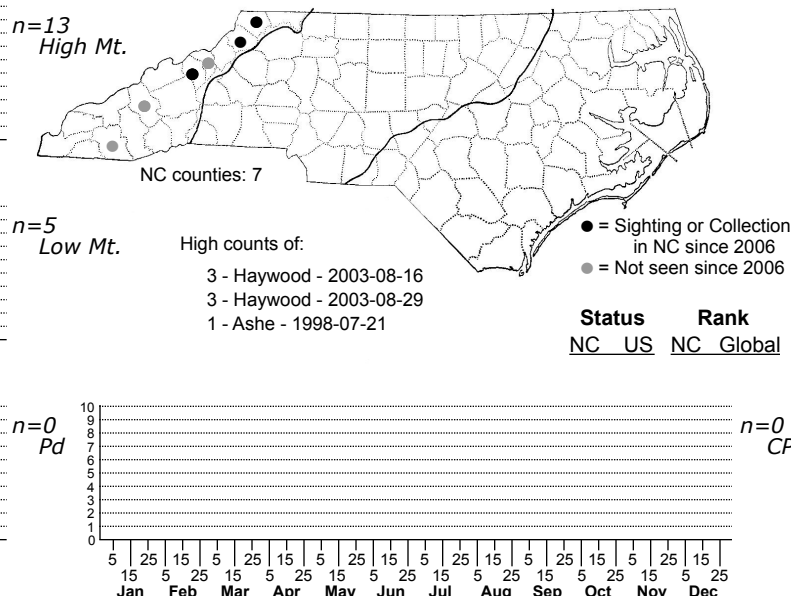 n=13
High Mt.
NC counties: 7
n=5
Low Mt.
High counts of:
3 - Haywood - 2003-08-16
3 - Haywood - 2003-08-29
1 - Ashe - 1998-07-21
● = Sighting or Collection
in NC since 2006
● = Not seen since 2006
Status Rank
NC US NC Global
n=0
Pd
n=0
CP
10
9
8
7
6
5
4
3
2
1
0
5 25 15 5 25 15 5 25 15 5 25 15 5 25 15 5 25 15
15 5 25 15 5 25 15 5 25 15 5 25 15 5 25 15 5 25
Jan Feb Mar Apr May Jun Jul Aug Sep Oct Nov Dec